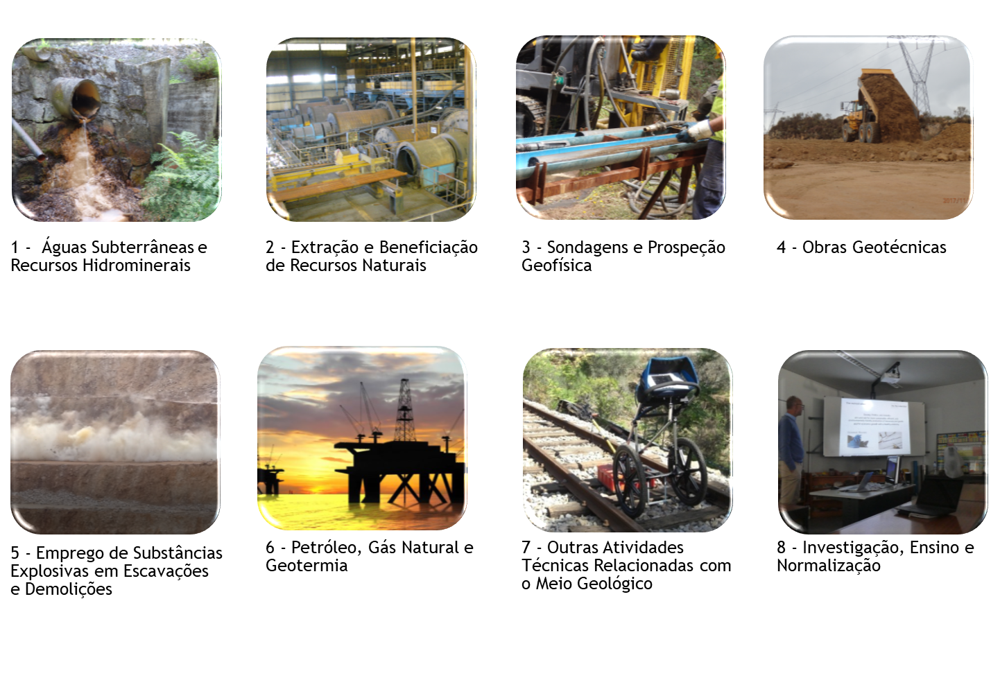 1 -  Águas Subterrâneas e
Recursos Hidrominerais
2 - Extração e Beneficiação
de Recursos Naturais
3 - Sondagens e Prospeção
Geofísica
4 - Obras Geotécnicas
5 - Emprego de Substâncias
Explosivas em Escavações
e Demolições
6 - Petróleo, Gás Natural e
Geotermia
7 - Outras Atividades
Técnicas Relacionadas com
o Meio Geológico
8 - Investigação, Ensino e
Normalização